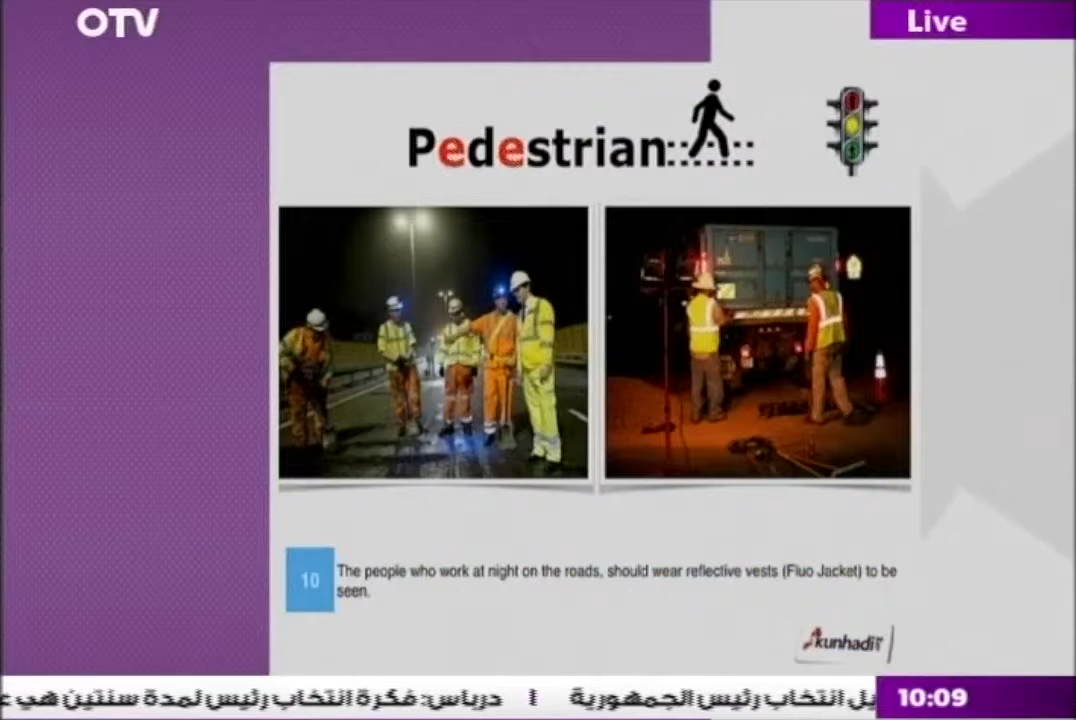 OTV
Live
Pedestrian
10
The people who work at night on the roads, should wear reflective vests (Fluo Jacket) to be
seen.
kunhadi
يل انتخاب رئيس الجمهورية ا درباس: فكرة انتخاب رئيس لمدة سنتين هي
10:09